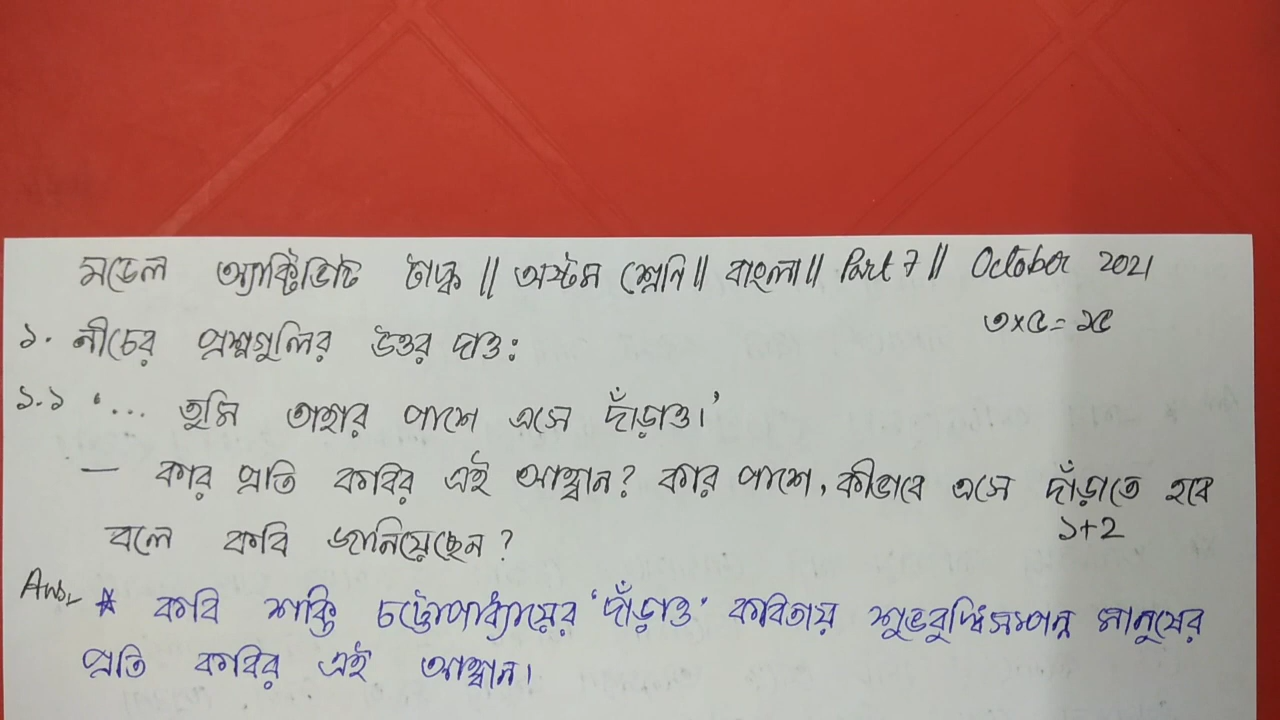 মডেল অ্যাক্টিভিটি টাস্ক || অষ্টম শ্রেনি || বাংলা || Part 7 || October 2021
১. নীচের প্রশ্নগুলির উত্তর দাও: ৩×৫=১৫
১.১ '... তুমি তাহার পাশে এসে দাঁড়াও।'
— কার প্রতি কবির এই আহ্বান? কার পাশে, কীভাবে এসে দাঁড়াতে হবে
বলে কবি জানিয়েছেন? ১+2
Ans, * কবি শক্তি চট্টোপাধ্যায়ের 'দাঁড়াও' কবিতায় শুভবুদ্ধিসম্পন্ন মানুষের
প্রতি কবির এই আহ্বান।